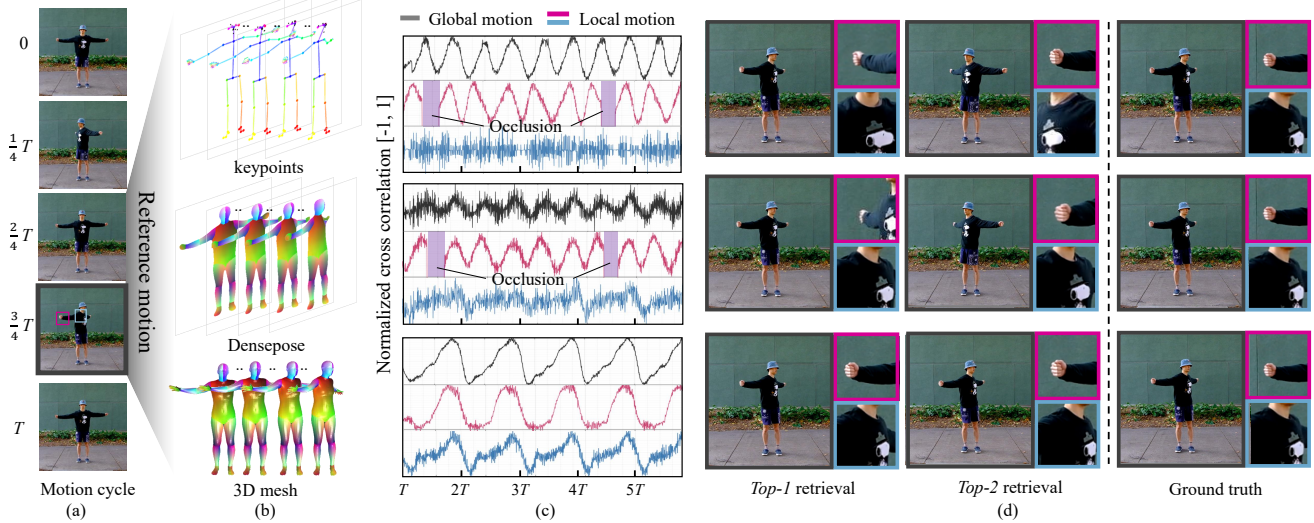 0
1/4 T
2/4 T
3/4 T
T
Motion cycle
(a)
Reference motion
keypoints
Densepose
3D mesh
(b)
Global motion
Local motion
Normalized cross correlation [-1, 1]
Occlusion
Occlusion
T 2T 3T 4T 5T
(c)
Top-1 retrieval
Top-2 retrieval
Ground truth
(d)